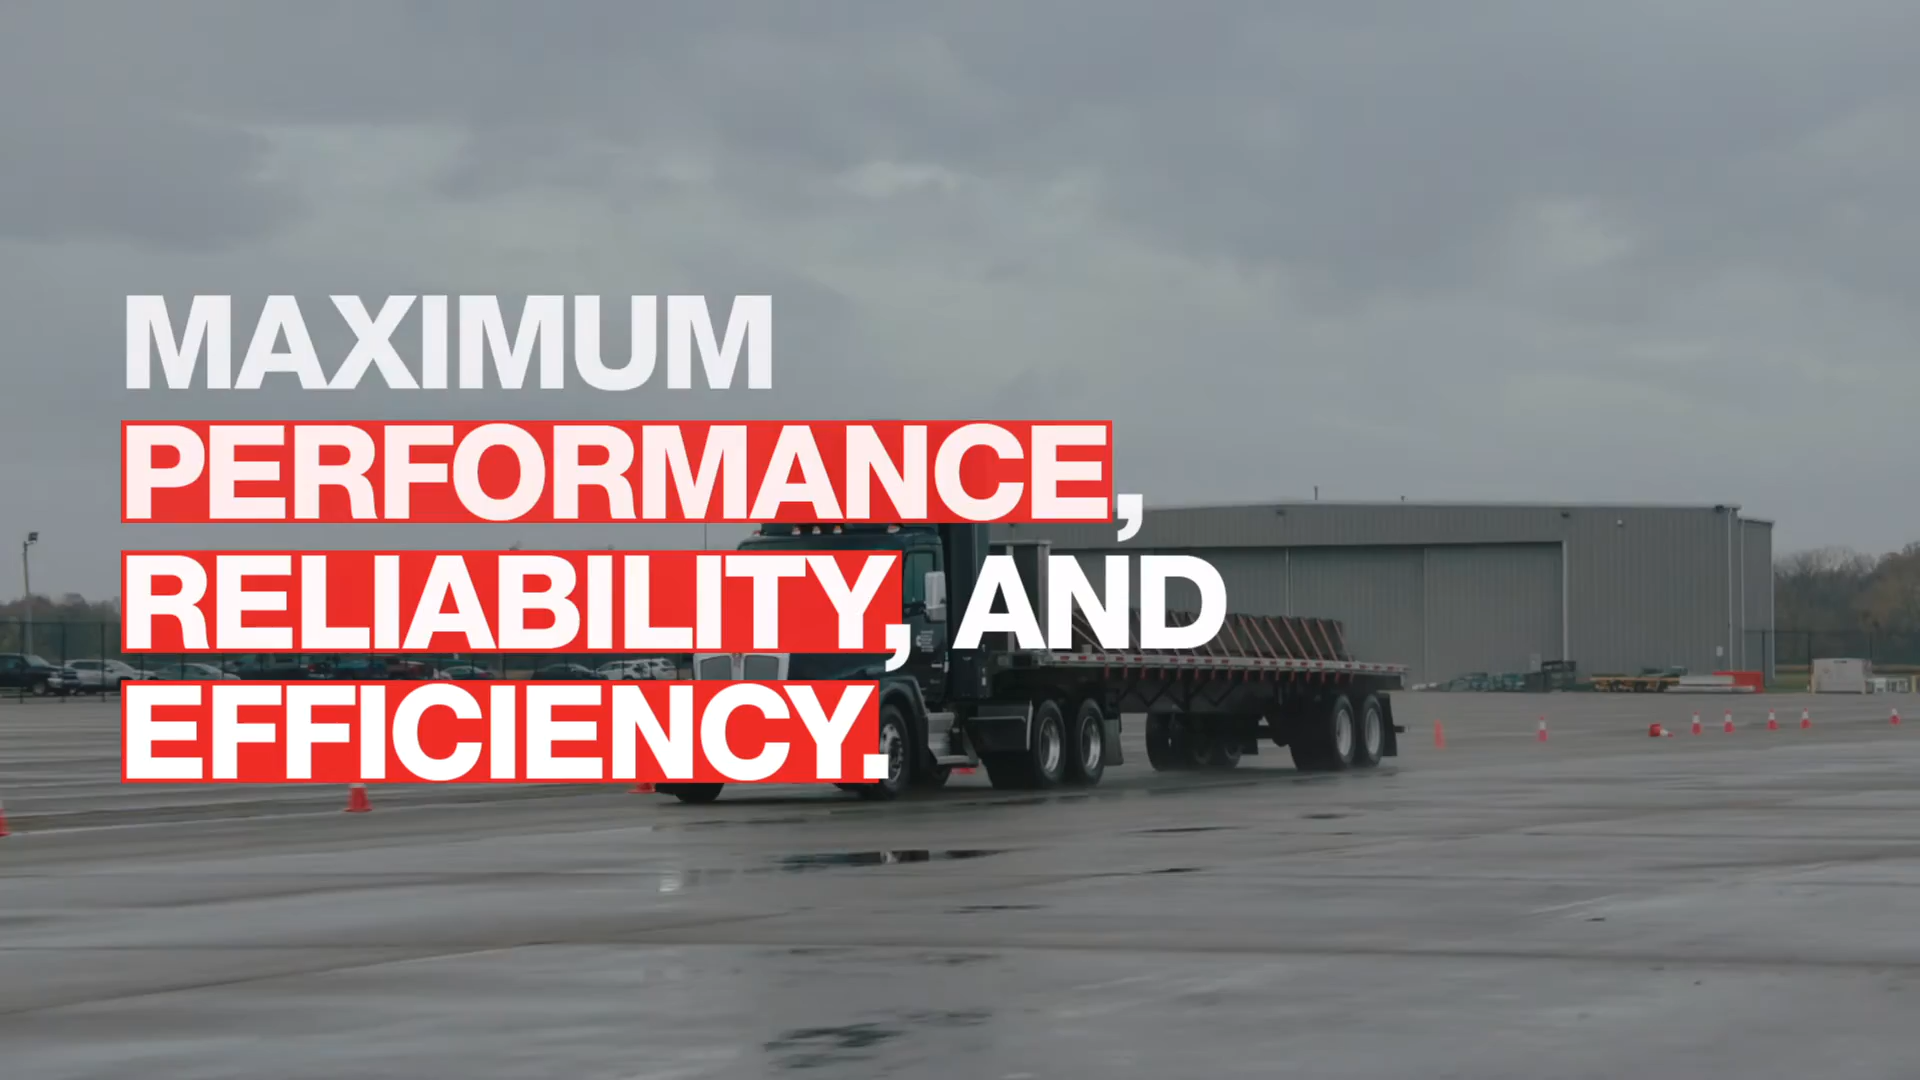 MAXIMUM
PERFORMANCE,
RELIABILITY, AND
EFFICIENCY.